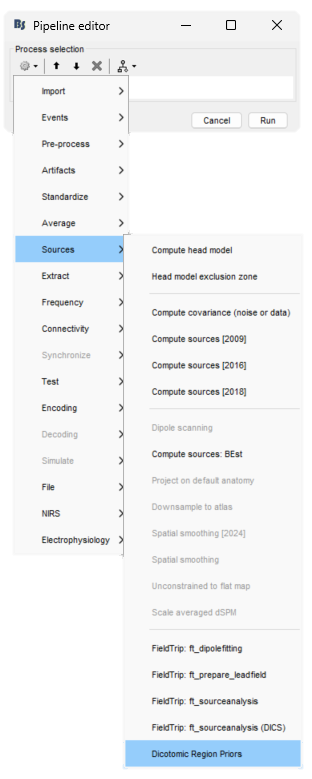 Bs Pipeline editor
Process selection
Cancel
Run
Import
Events
Pre-process
Artifacts
Standardize
Average
Sources
Extract
Frequency
Connectivity
Synchronize
Test
Encoding
Decoding
Simulate
File
NIRS
Electrophysiology
Compute head model
Head model exclusion zone
Compute covariance (noise or data)
Compute sources [2009]
Compute sources [2016]
Compute sources [2018]
Dipole scanning
Compute sources: BEst
Project on default anatomy
Downsample to atlas
Spatial smoothing [2024]
Spatial smoothing
Unconstrained to flat map
Scale averaged dSPM
FieldTrip: ft_dipolefitting
FieldTrip: ft_prepare_leadfield
FieldTrip: ft_sourceanalysis
FieldTrip: ft_sourceanalysis (DICS)
Dicotomic Region Priors